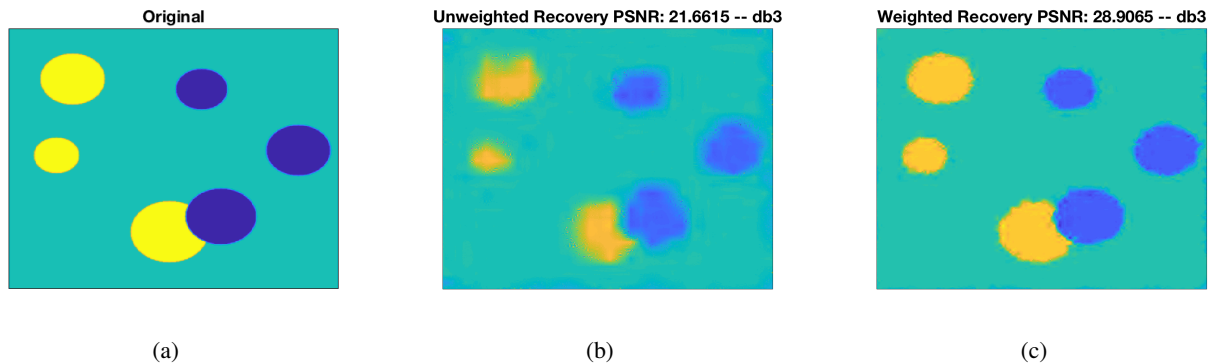 Original
Unweighted Recovery PSNR: 21.6615 -- db3
Weighted Recovery PSNR: 28.9065 -- db3
(a)
(b)
(c)